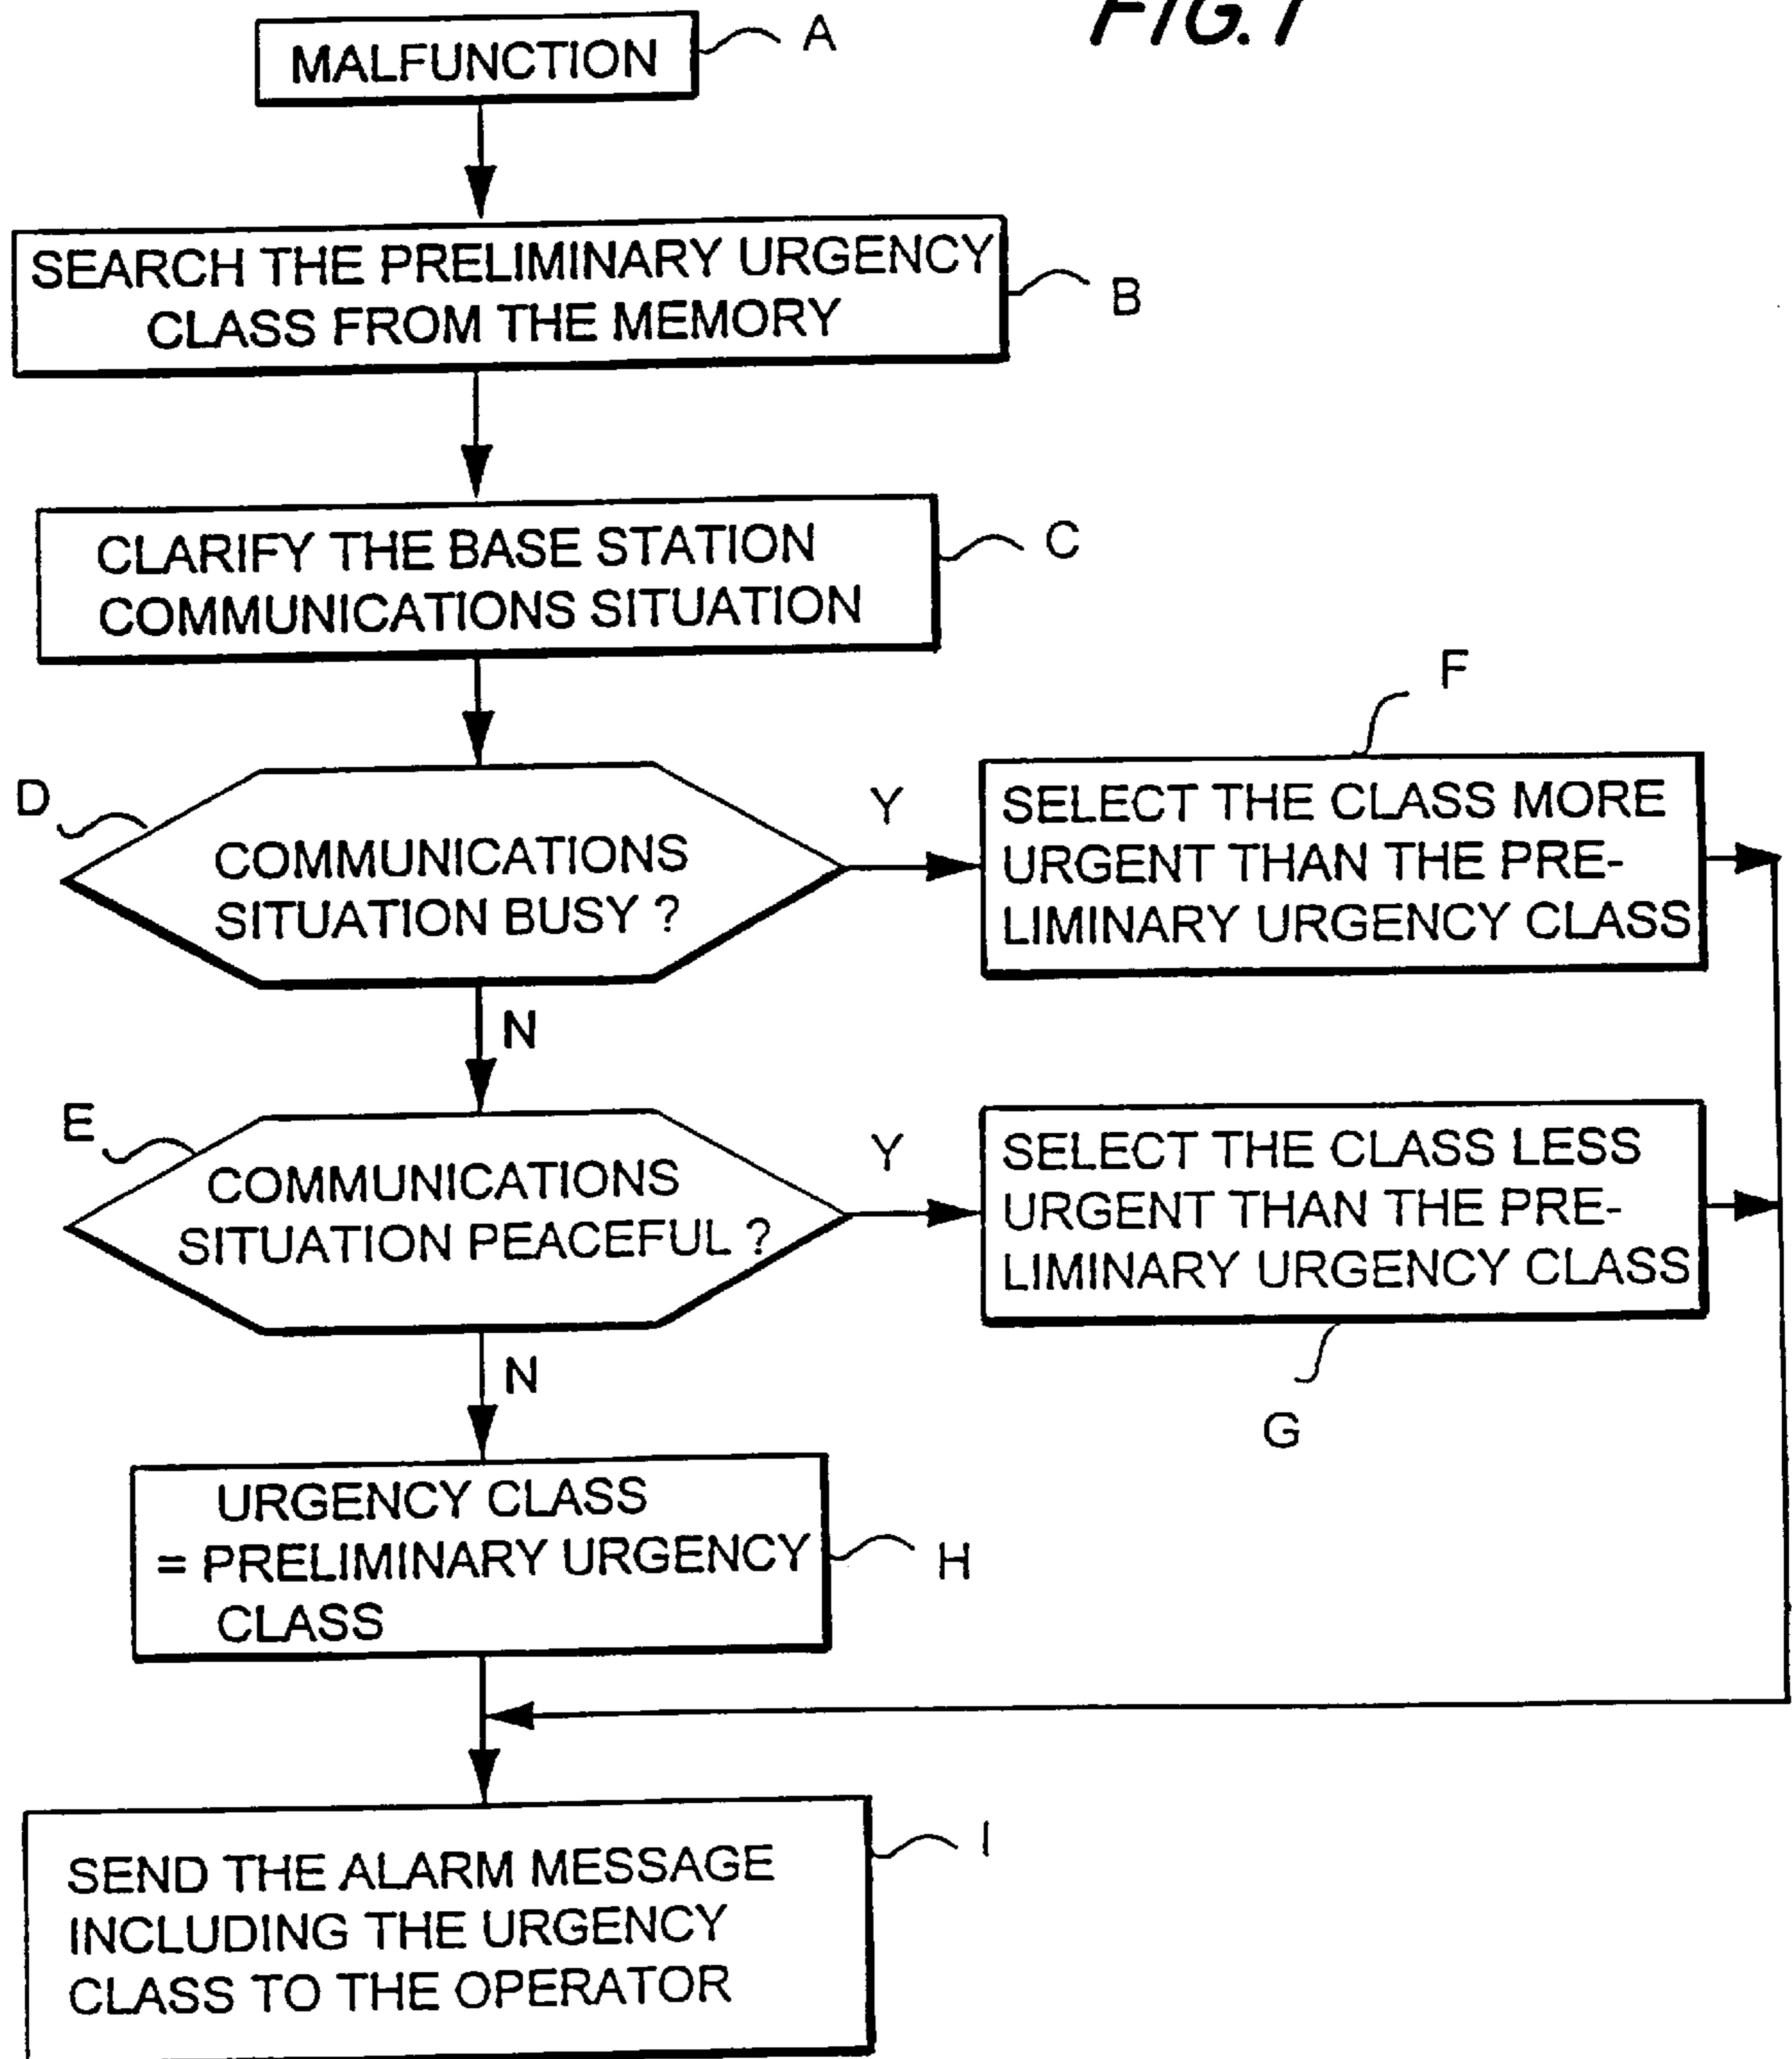 FIG. 1
MALFUNCTION
A
SEARCH THE PRELIMINARY URGENCY
CLASS FROM THE MEMORY
B
CLARIFY THE BASE STATION
COMMUNICATIONS SITUATION
C
D
COMMUNICATIONS
SITUATION BUSY ?
Y
N
F
SELECT THE CLASS MORE
URGENT THAN THE PRE-
LIMINARY URGENCY CLASS
E
COMMUNICATIONS
SITUATION PEACEFUL ?
Y
N
SELECT THE CLASS LESS
URGENT THAN THE PRE-
LIMINARY URGENCY CLASS
G
URGENCY CLASS
= PRELIMINARY URGENCY
CLASS
H
SEND THE ALARM MESSAGE
INCLUDING THE URGENCY
CLASS TO THE OPERATOR
I